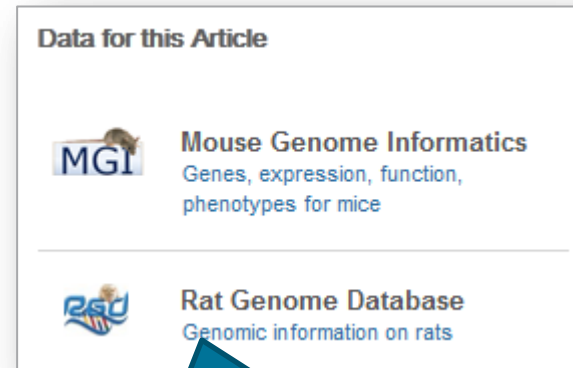 Data for this Article
MGI
Mouse Genome Informatics
Genes, expression, function,
phenotypes for mice
RGD
Rat Genome Database
Genomic information on rats